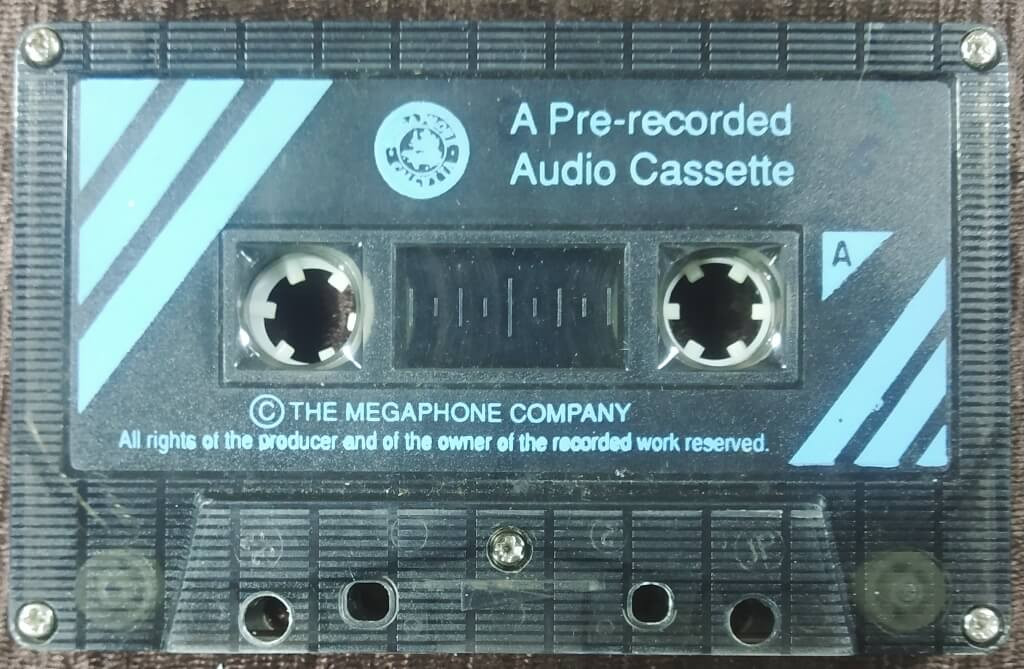 A Pre-recorded
Audio Cassette
A
© THE MEGAPHONE COMPANY
All rights of the producer and of the owner of the recorded work reserved.